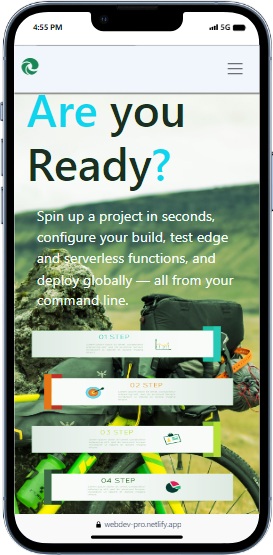 4:55 PM
5G
Are you
Ready?
Spin up a project in seconds,
configure your build, test edge
and serverless functions, and
deploy globally — all from your
command line.
01 STEP
02 STEP
03 STEP
04 STEP
webdev-pro.netlify.app